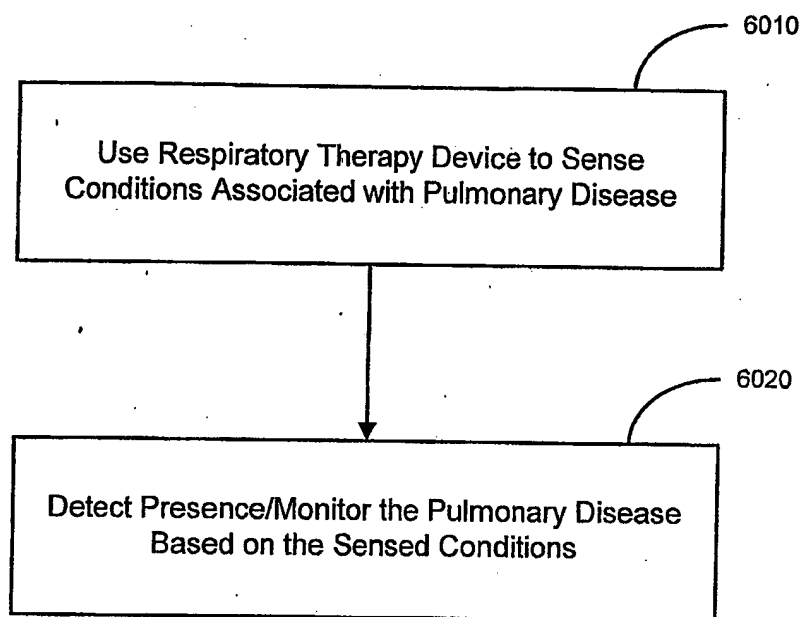 6010
Use Respiratory Therapy Device to Sense
Conditions Associated with Pulmonary Disease
6020
Detect Presence/Monitor the Pulmonary Disease
Based on the Sensed Conditions